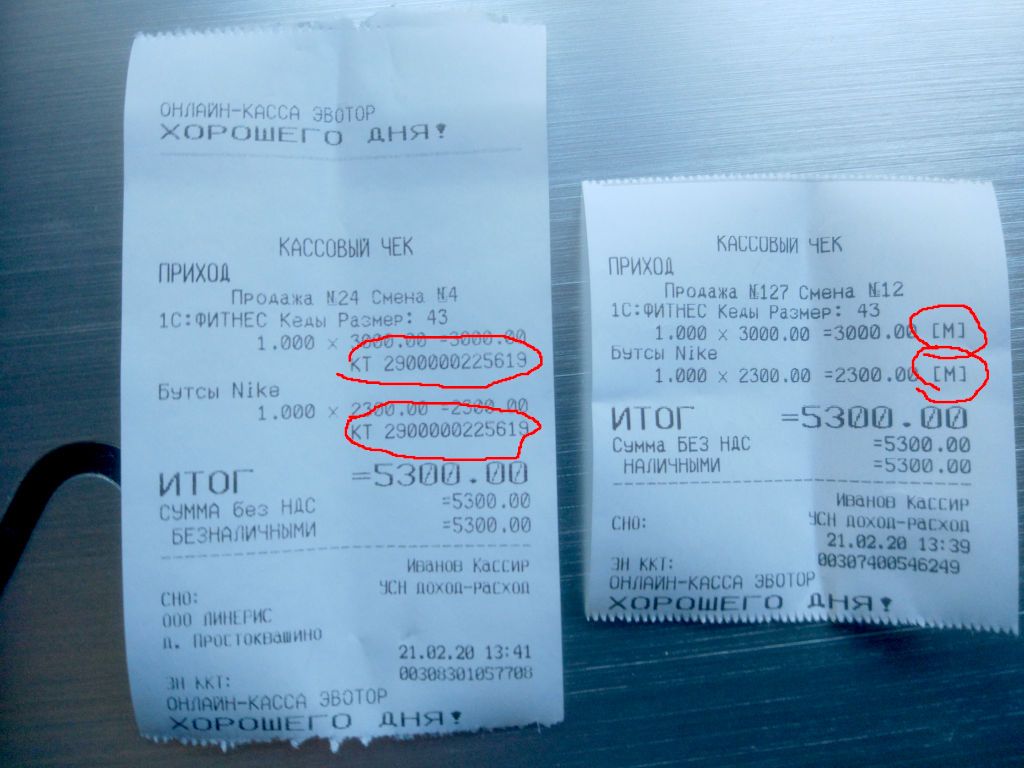 ОНЛАЙН-КАССА ЭВОТОР
ХОРОШЕГО ДНЯ!
КАССОВЫЙ ЧЕК
ПРИХОД
Продажа №24 Смена №4
1С:ФИТНЕС Кеды Размер: 43
1.000 × 3000.00 =3000.00
КТ 2900000225619
Бутсы Nike
1.000 × 2300.00 =2300.00
КТ 2900000225619
ИТОГ =5300.00
СУММА без НДС =5300.00
БЕЗНАЛИЧНЫМИ =5300.00
Иванов Кассир
СНО: УСН доход-расход
ООО ЛИНЕРИС
д. ПРОСТОКВАШИНО
21.02.20 13:41
ЗН ККТ: 00308301057708
ОНЛАЙН-КАССА ЭВОТОР
ХОРОШЕГО ДНЯ!
КАССОВЫЙ ЧЕК
ПРИХОД
Продажа №127 Смена №12
1С:ФИТНЕС Кеды Размер: 43
1.000 × 3000.00 =3000.00 [М]
Бутсы Nike
1.000 × 2300.00 =2300.00 [М]
ИТОГ =5300.00
Сумма БЕЗ НДС =5300.00
НАЛИЧНЫМИ =5300.00
Иванов Кассир
СНО: УСН доход-расход
21.02.20 13:39
ЗН ККТ: 00307400546249
ОНЛАЙН-КАССА ЭВОТОР
ХОРОШЕГО ДНЯ!